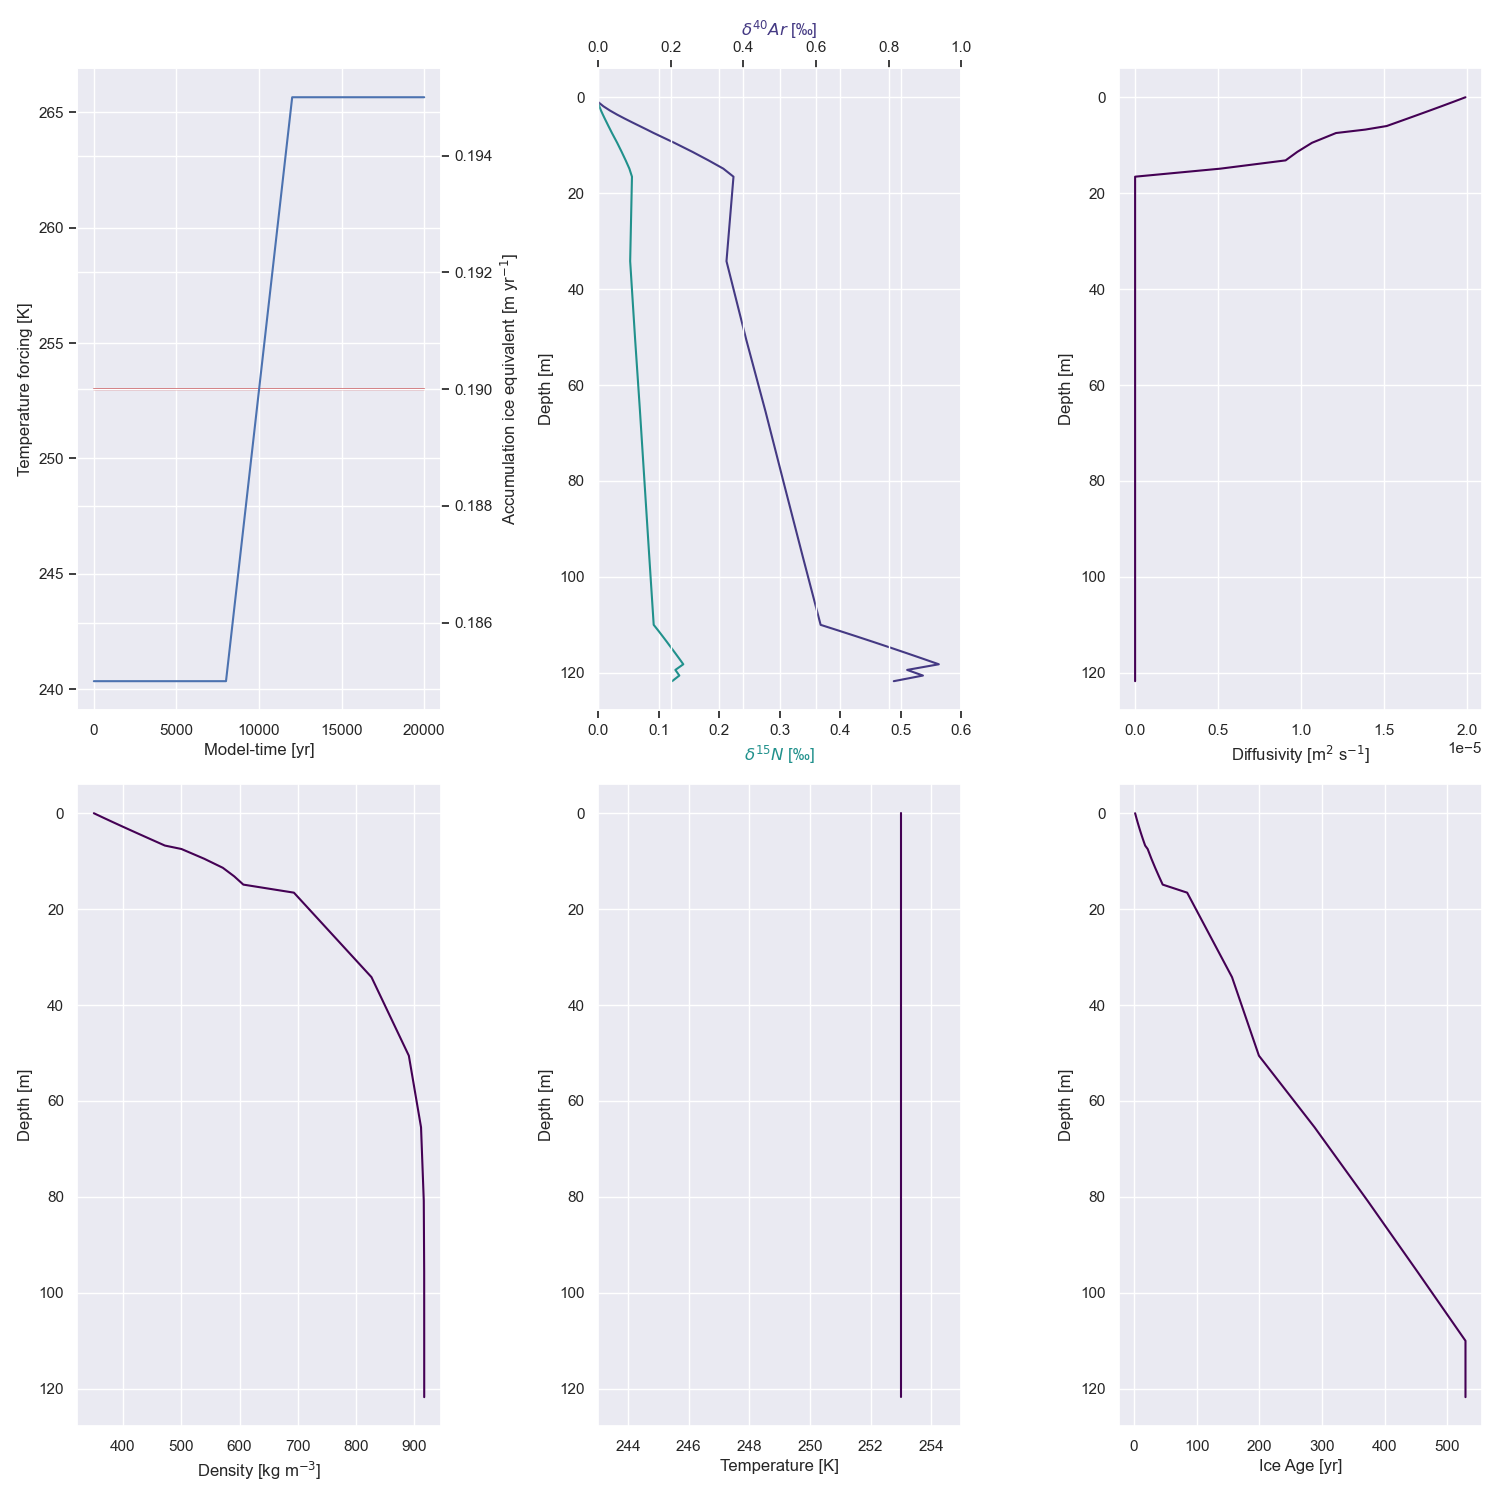 δ⁴⁰Ar [‰]
0.0 0.2 0.4 0.6 0.8 1.0
265
260
255
250
245
240
Temperature forcing [K]
0.194
0.192
0.190
0.188
0.186
Accumulation ice equivalent [m yr⁻¹]
0 5000 10000 15000 20000
Model-time [yr]
0
20
40
60
80
100
120
Depth [m]
0.0 0.1 0.2 0.3 0.4 0.5 0.6
δ¹⁵N [‰]
0
20
40
60
80
100
120
Depth [m]
0.0 0.5 1.0 1.5 2.0
1e−5
Diffusivity [m² s⁻¹]
0
20
40
60
80
100
120
Depth [m]
400 500 600 700 800 900
Density [kg m⁻³]
0
20
40
60
80
100
120
Depth [m]
244 246 248 250 252 254
Temperature [K]
0
20
40
60
80
100
120
Depth [m]
0 100 200 300 400 500
Ice Age [yr]